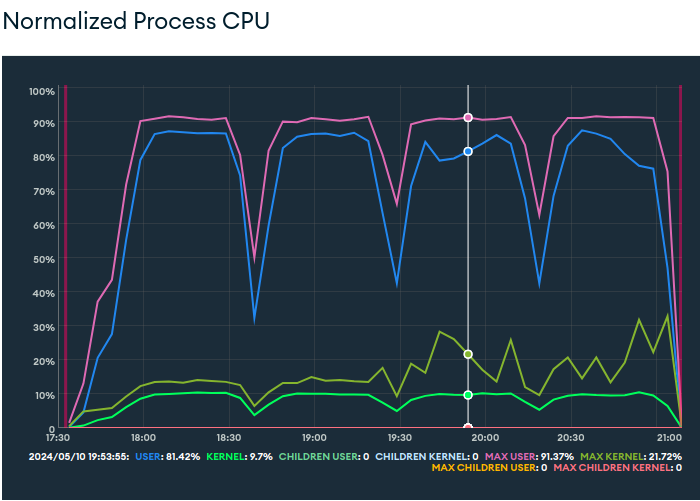 Normalized Process CPU
100%
90%
80%
70%
60%
50%
40%
30%
20%
10%
0
17:30 18:00 18:30 19:00 19:30 20:00 20:30 21:00
2024/05/10 19:53:55: USER: 81.42% KERNEL: 9.7% CHILDREN USER: 0 CHILDREN KERNEL: 0 MAX USER: 91.37% MAX KERNEL: 21.72%
MAX CHILDREN USER: 0 MAX CHILDREN KERNEL: 0